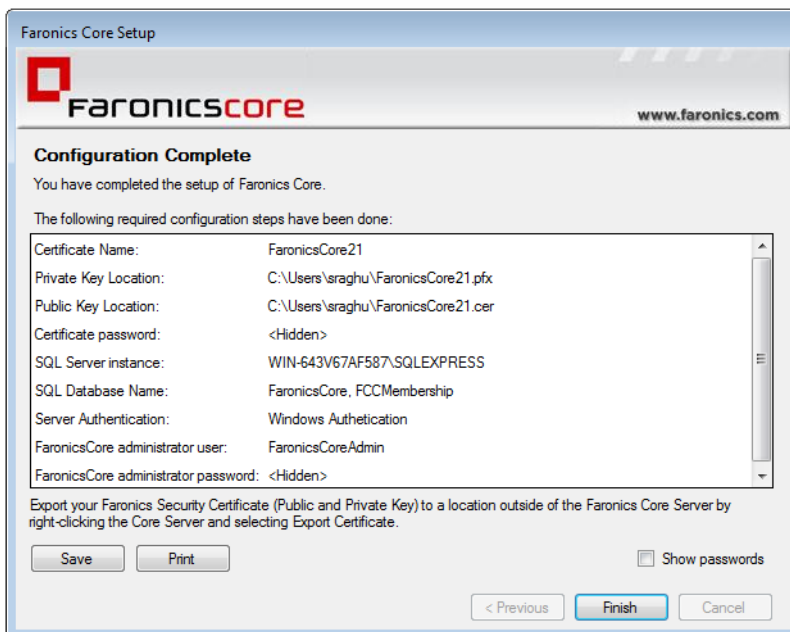 Faronics Core Setup
FARONICSCORE
www.faronics.com
Configuration Complete
You have completed the setup of Faronics Core.
The following required configuration steps have been done:
Certificate Name: FaronicsCore21
Private Key Location: C:\Users\sraghu\FaronicsCore21.pfx
Public Key Location: C:\Users\sraghu\FaronicsCore21.cer
Certificate password: <Hidden>
SQL Server instance: WIN-643V67AF587\SQLEXPRESS
SQL Database Name: FaronicsCore, FCCMembership
Server Authentication: Windows Authetication
FaronicsCore administrator user: FaronicsCoreAdmin
FaronicsCore administrator password: <Hidden>
Export your Faronics Security Certificate (Public and Private Key) to a location outside of the Faronics Core Server by
right-clicking the Core Server and selecting Export Certificate.
Save Print Show passwords
< Previous Finish Cancel